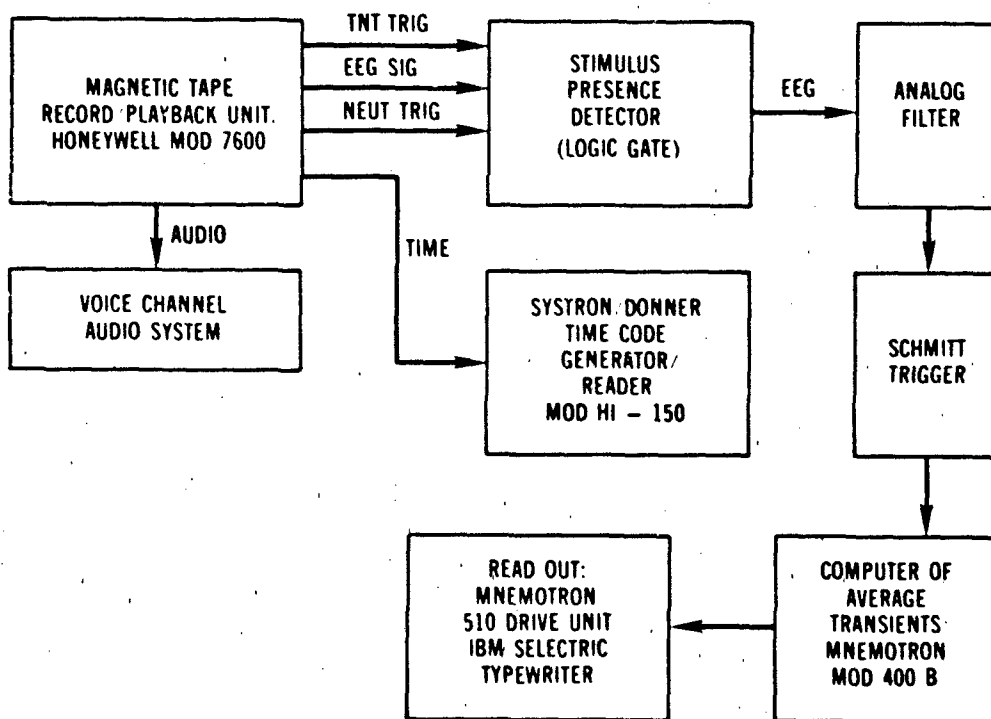 MAGNETIC TAPE
RECORD/PLAYBACK UNIT.
HONEYWELL MOD 7600
TNT TRIG
EEG SIG
NEUT TRIG
STIMULUS
PRESENCE
DETECTOR
(LOGIC GATE)
EEG
ANALOG
FILTER
AUDIO
TIME
VOICE CHANNEL
AUDIO SYSTEM
SYSTRON/DONNER
TIME CODE
GENERATOR/
READER
MOD HI - 150
SCHMITT
TRIGGER
READ OUT:
MNEMOTRON
510 DRIVE UNIT
IBM SELECTRIC
TYPEWRITER
COMPUTER OF
AVERAGE
TRANSIENTS
MNEMOTRON
MOD 400 B